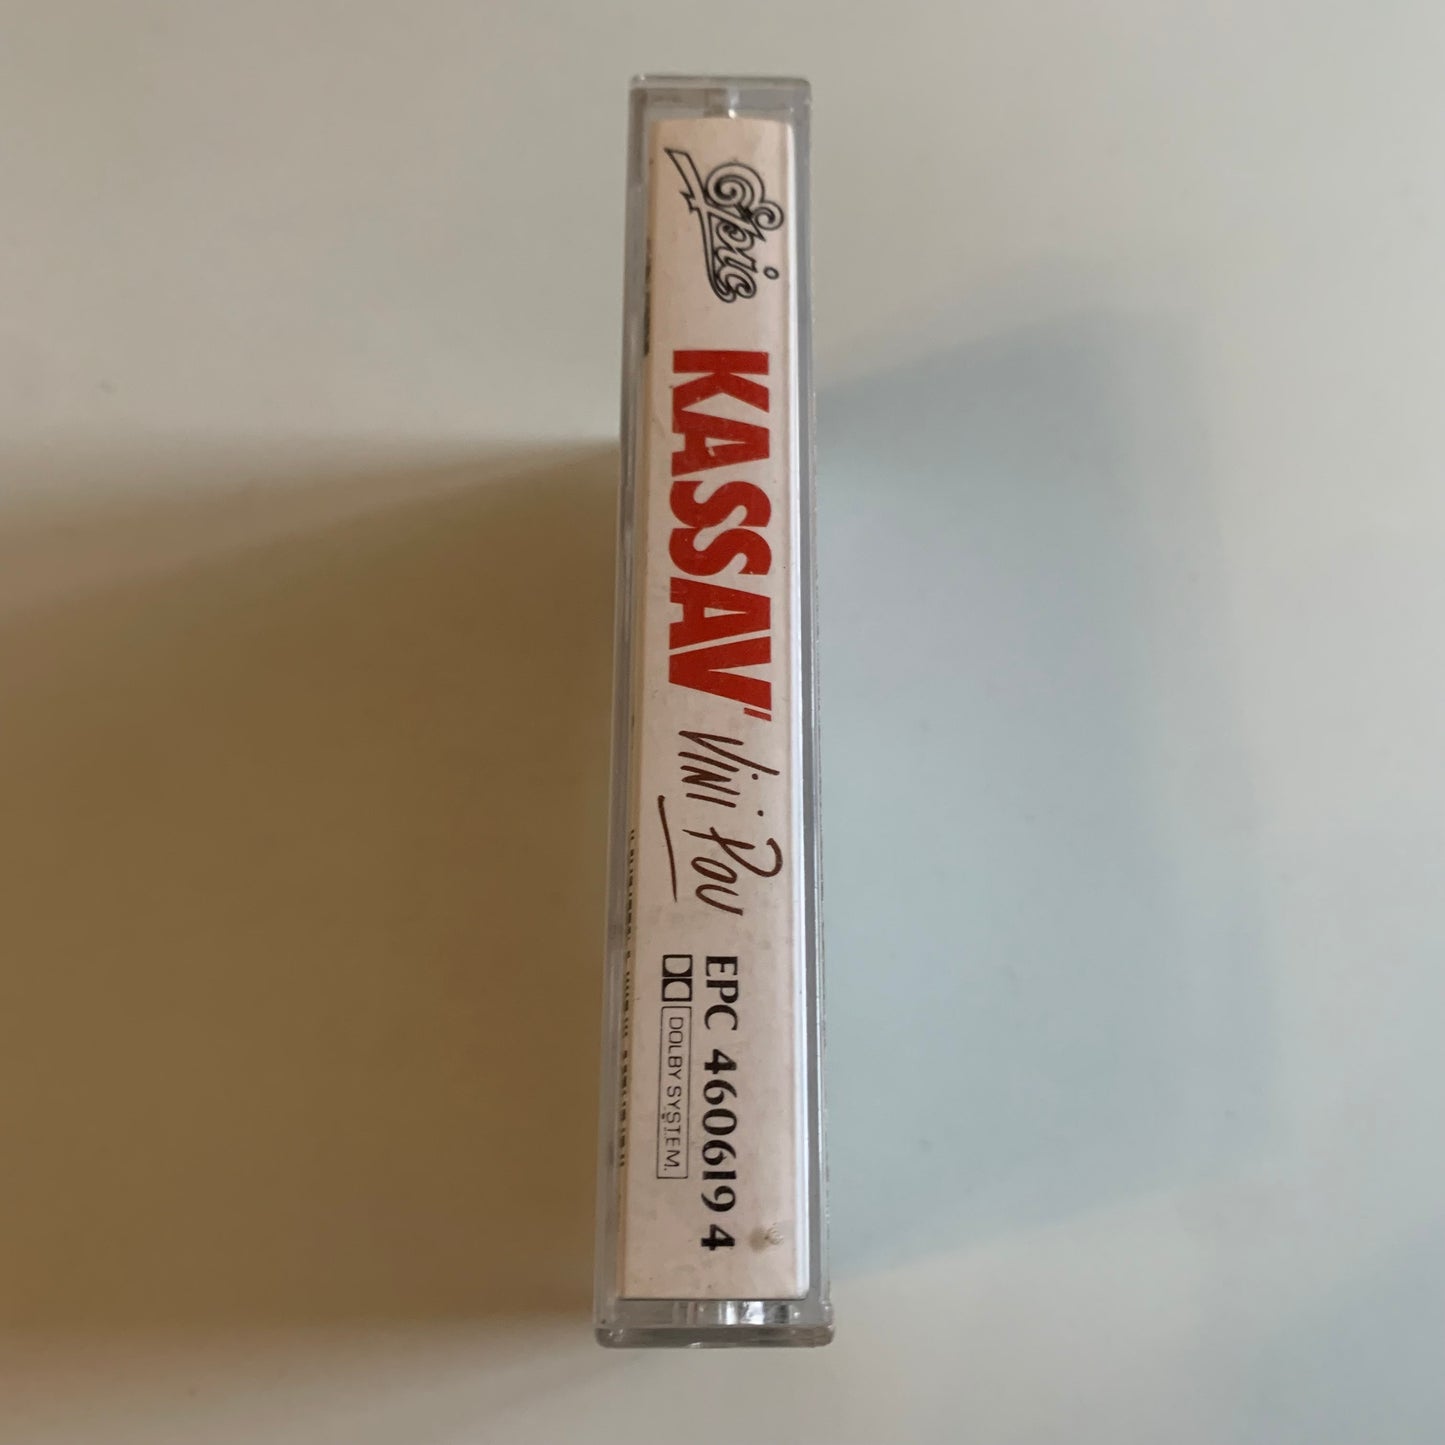 Epic
KASSAV'
Vini Pou
EPC 460619 4
DOLBY SYSTEM